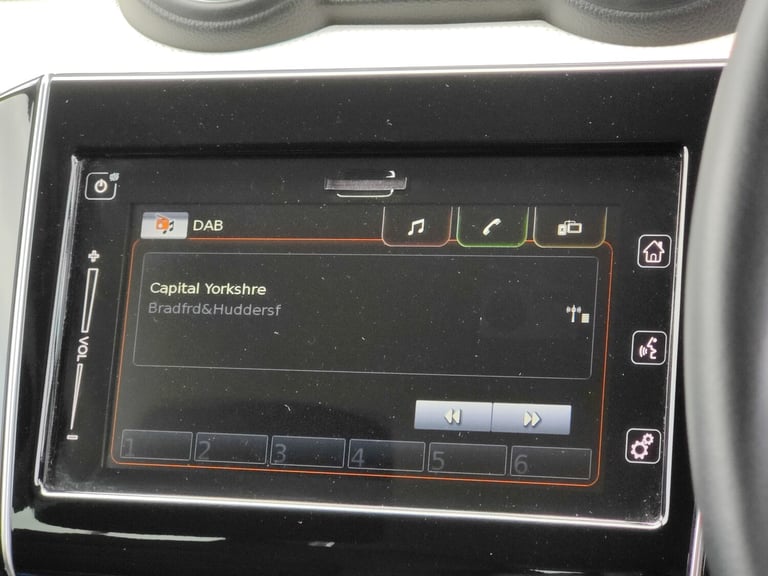 DAB
Capital Yorkshre
Bradfrd&Huddersf
VOL
1 2 3 4 5 6